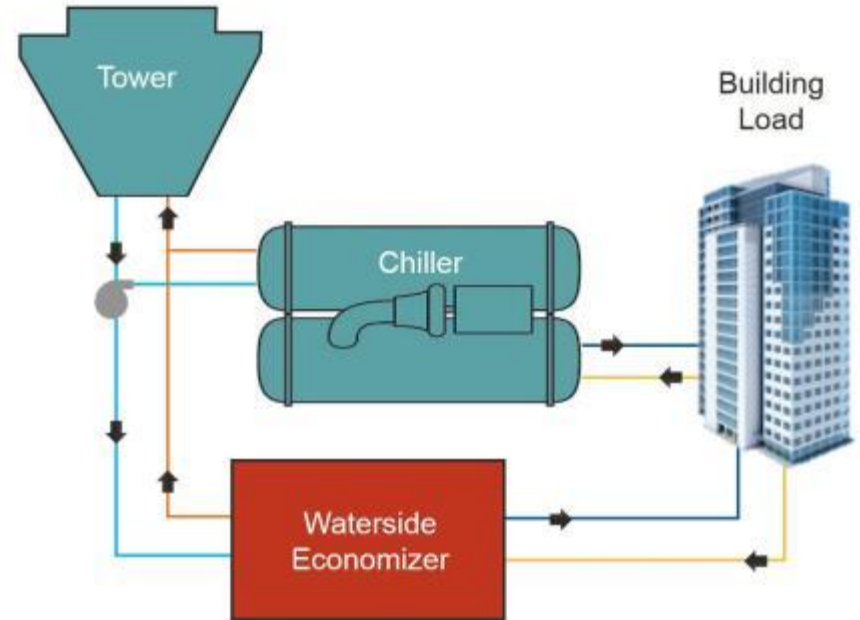 Tower
Building
Load
Chiller
Waterside
Economizer